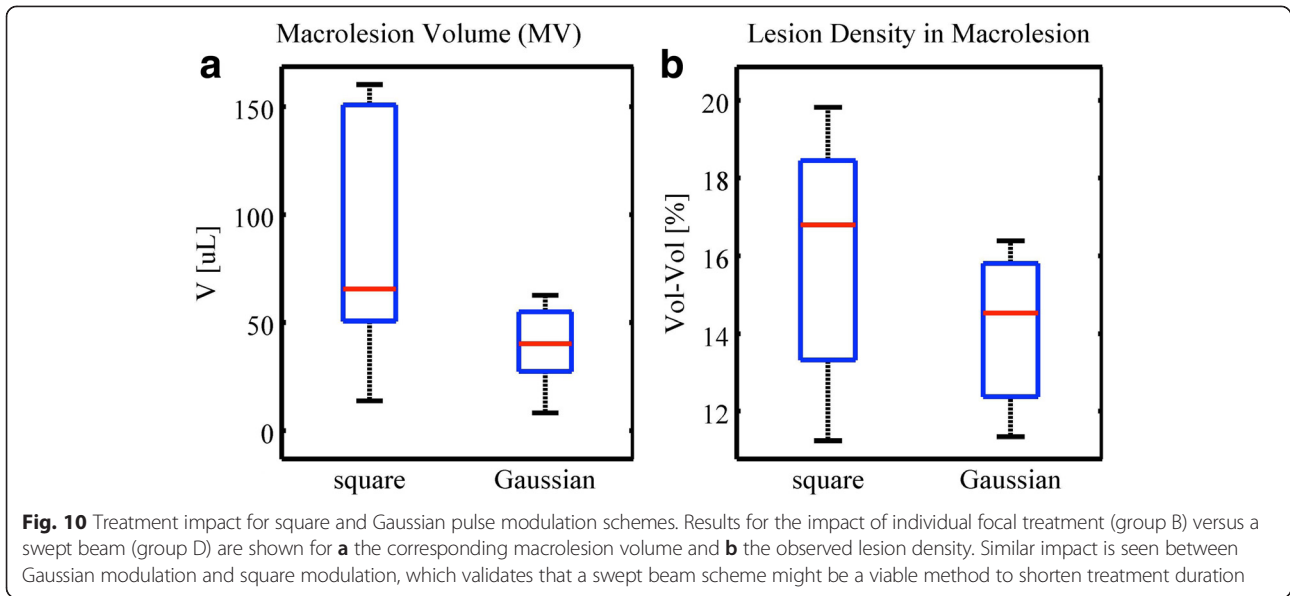 Macrolesion Volume (MV)
Lesion Density in Macrolesion
a
b
150
100
50
0
V [uL]
square
Gaussian
20
18
16
14
12
Vol-Vol [%]
square
Gaussian
Fig. 10 Treatment impact for square and Gaussian pulse modulation schemes. Results for the impact of individual focal treatment (group B) versus a
swept beam (group D) are shown for a the corresponding macrolesion volume and b the observed lesion density. Similar impact is seen between
Gaussian modulation and square modulation, which validates that a swept beam scheme might be a viable method to shorten treatment duration